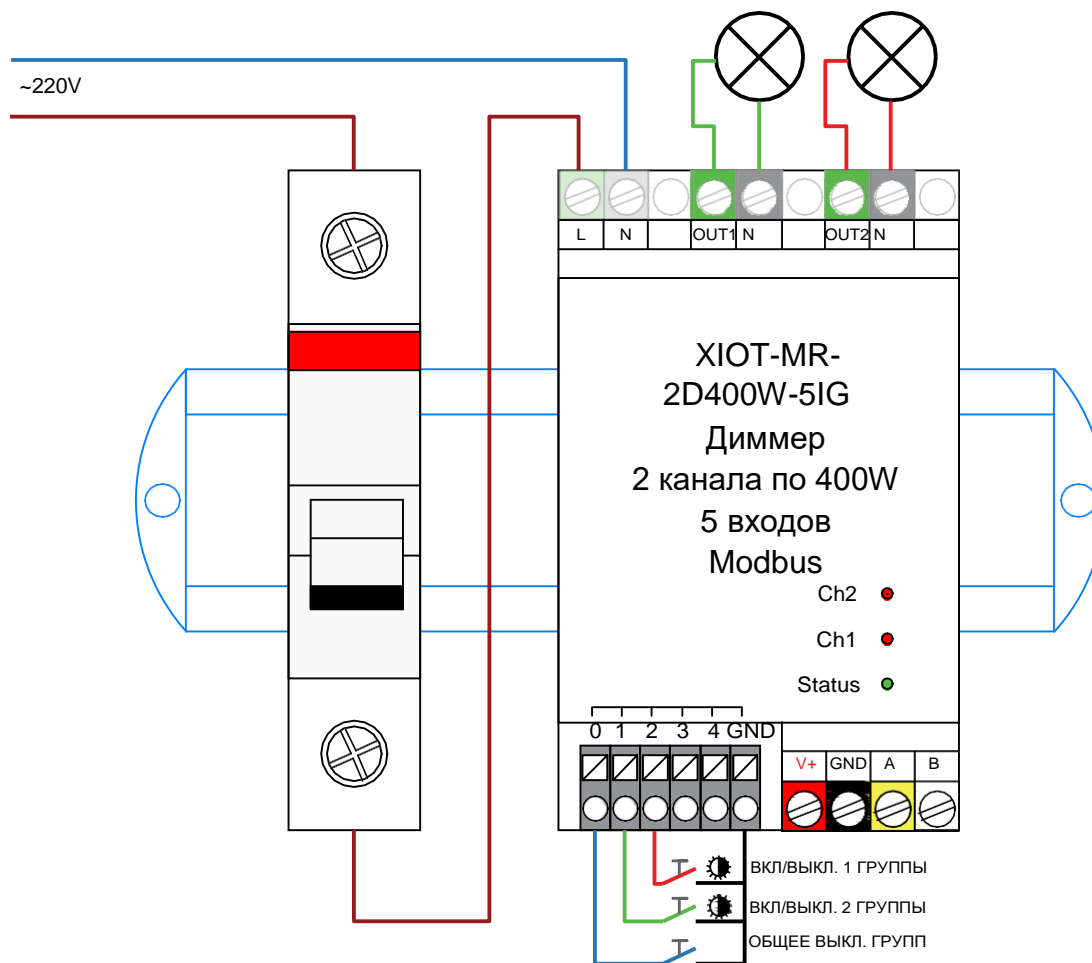 ~220V
L N OUT1 N OUT2 N
XIOT-MR-
2D400W-5IG
Диммер
2 канала по 400W
5 входов
Modbus
Ch2
Ch1
Status
0 1 2 3 4 GND
V+ GND A B
ВКЛ/ВЫКЛ. 1 ГРУППЫ
ВКЛ/ВЫКЛ. 2 ГРУППЫ
ОБЩЕЕ ВЫКЛ. ГРУПП